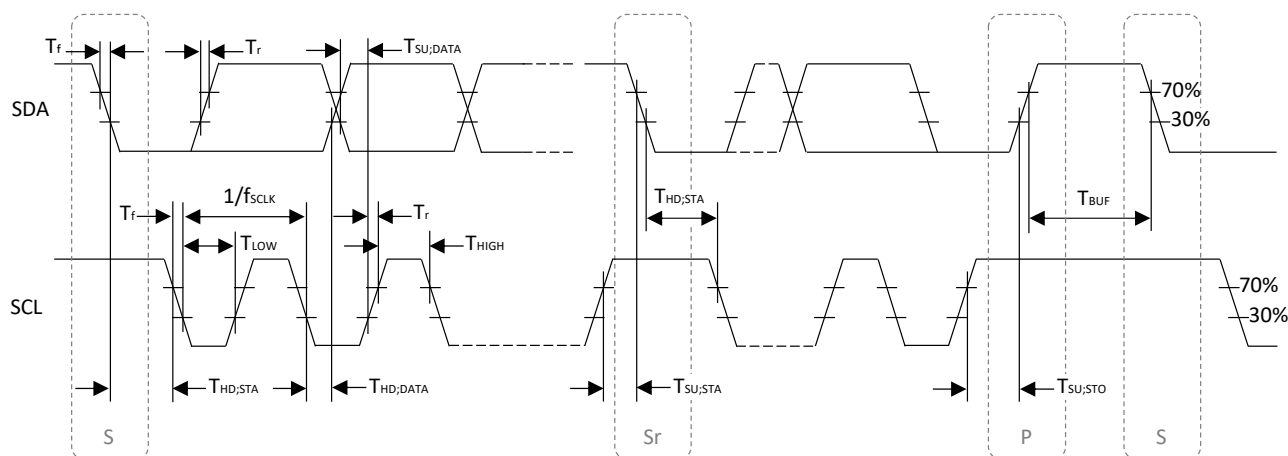 Tf Tr TSU;DATA
SDA 70%
30%
Tf 1/fSCLK Tr THD;STA TBUF
TLOW THIGH
SCL 70%
30%
THD;STA THD;DATA TSU;STA TSU;STO
S Sr P S